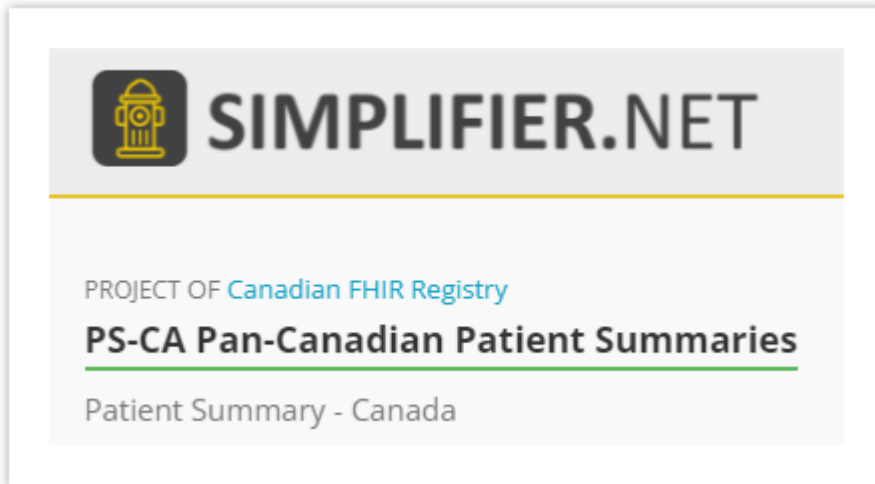 SIMPLIFIER.NET
PROJECT OF Canadian FHIR Registry
PS-CA Pan-Canadian Patient Summaries
Patient Summary - Canada